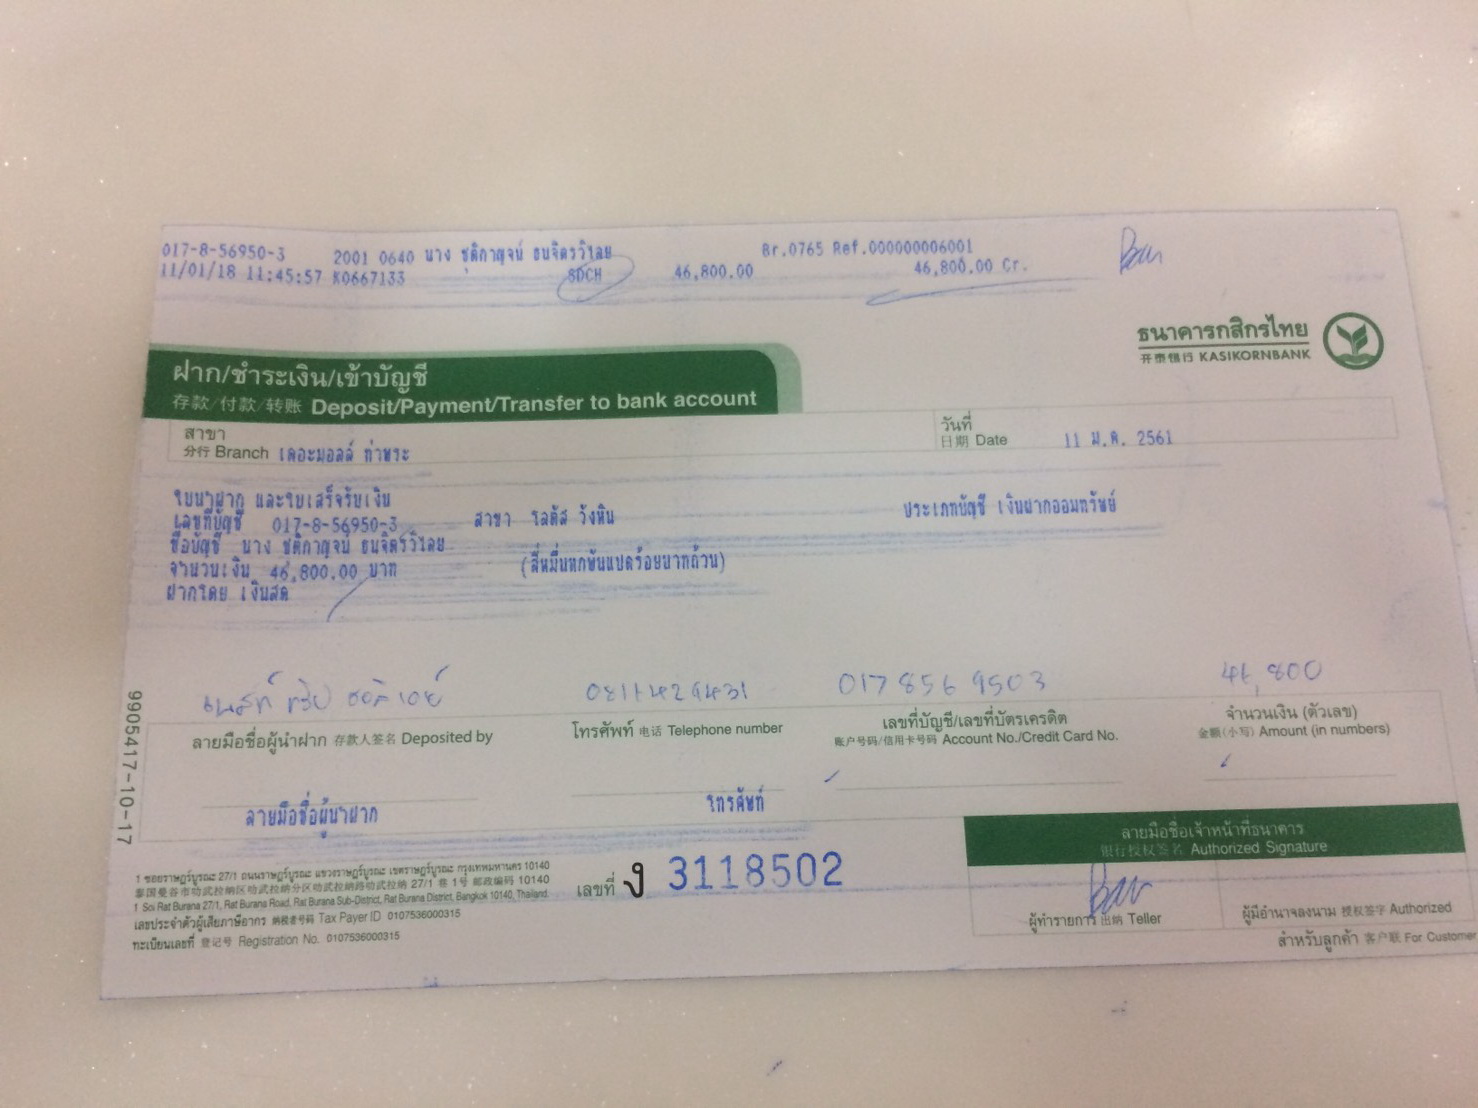 017-8-56950-3 2001 0640 นาง ชุติกาญจน์ ธนจิตรวิไลย Br.0765 Ref.000000006001
11/01/18 11:45:57 K0667133 SDCH 46,800.00 46,800.00 Cr.
ธนาคารกสิกรไทย
开泰银行 KASIKORNBANK
ฝาก/ชำระเงิน/เข้าบัญชี
存款/付款/转账 Deposit/Payment/Transfer to bank account
สาขา
分行 Branch เดอะมอลล์ ท่าพระ
วันที่
日期 Date 11 ม.ค. 2561
ใบนำฝาก และใบเสร็จรับเงิน
เลขที่บัญชี 017-8-56950-3 สาขา โลตัส วังหิน ประเภทบัญชี เงินฝากออมทรัพย์
ชื่อบัญชี นาง ชุติกาญจน์ ธนจิตรวิไลย
จำนวนเงิน 46,800.00 บาท (สี่หมื่นหกพันแปดร้อยบาทถ้วน)
ฝากโดย เงินสด
017 856 9503 46,800
ลายมือชื่อผู้นำฝาก 存款人签名 Deposited by
โทรศัพท์ 电话 Telephone number
เลขที่บัญชี/เลขที่บัตรเครดิต
账户号码/信用卡号码 Account No./Credit Card No.
จำนวนเงิน (ตัวเลข)
金额(小写) Amount (in numbers)
ลายมือชื่อผู้นำฝาก โทรศัพท์
9905417-10-17
1 ซอยราษฎร์บูรณะ 27/1 ถนนราษฎร์บูรณะ แขวงราษฎร์บูรณะ เขตราษฎร์บูรณะ กรุงเทพมหานคร 10140
泰国曼谷市叻武拉纳区叻武拉纳分区叻武拉纳路叻武拉纳 27/1 巷 1号 邮政编码 10140
1 Soi Rat Burana 27/1, Rat Burana Road, Rat Burana Sub-District, Rat Burana District, Bangkok 10140, Thailand.
เลขประจำตัวผู้เสียภาษีอากร 纳税者号码 Tax Payer ID 0107536000315
ทะเบียนเลขที่ 登记号 Registration No. 0107536000315
เลขที่ ง 3118502
ลายมือชื่อเจ้าหน้าที่ธนาคาร
银行授权签名 Authorized Signature
ผู้ทำรายการ 出纳 Teller
ผู้มีอำนาจลงนาม 授权签字 Authorized
สำหรับลูกค้า 客户联 For Customer